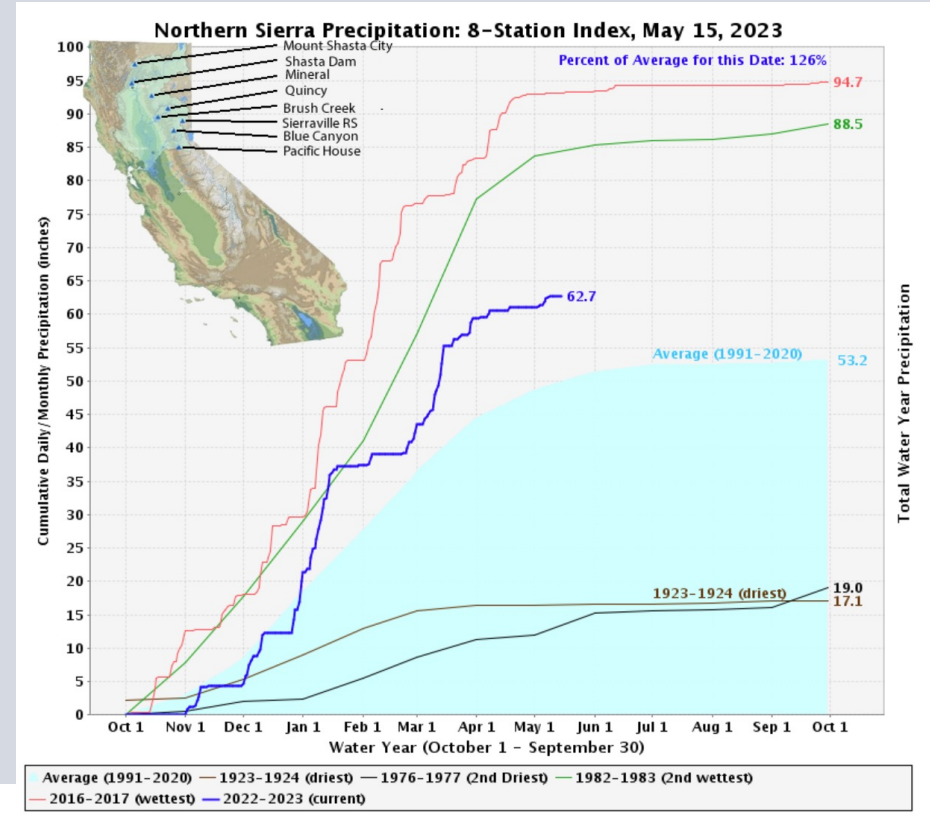 Northern Sierra Precipitation: 8-Station Index, May 15, 2023
Percent of Average for this Date: 126%
Mount Shasta City
Shasta Dam
Mineral
Quincy
Brush Creek
Sierraville RS
Blue Canyon
Pacific House
Cumulative Daily/Monthly Precipitation (inches)
100
95
90
85
80
75
70
65
60
55
50
45
40
35
30
25
20
15
10
5
0
94.7
88.5
62.7
Average (1991-2020)
53.2
1923-1924 (driest)
19.0
17.1
Total Water Year Precipitation
Oct 1 Nov 1 Dec 1 Jan 1 Feb 1 Mar 1 Apr 1 May 1 Jun 1 Jul 1 Aug 1 Sep 1 Oct 1
Water Year (October 1 - September 30)
Average (1991-2020) 1923-1924 (driest) 1976-1977 (2nd Driest) 1982-1983 (2nd wettest)
2016-2017 (wettest) 2022-2023 (current)